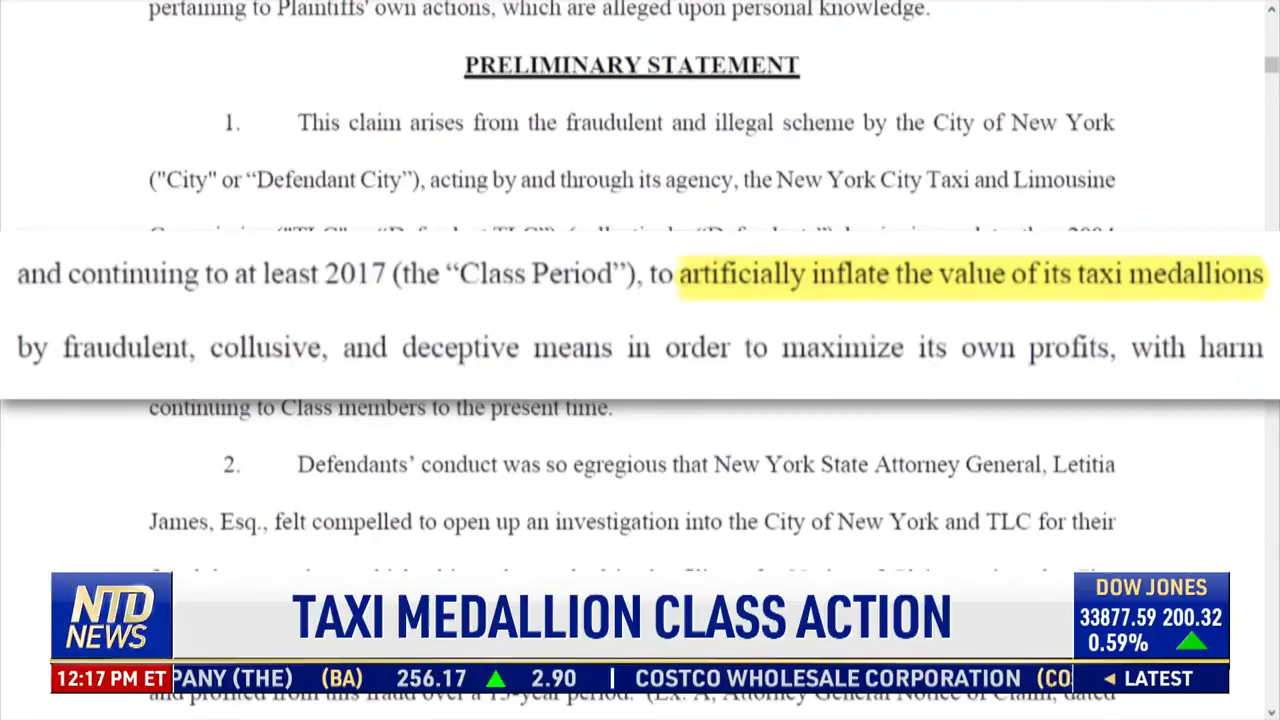 pertaining to Plaintiffs' own actions, which are alleged upon personal knowledge.
PRELIMINARY STATEMENT
1. This claim arises from the fraudulent and illegal scheme by the City of New York
("City" or “Defendant City”), acting by and through its agency, the New York City Taxi and Limousine
and continuing to at least 2017 (the “Class Period”), to artificially inflate the value of its taxi medallions
by fraudulent, collusive, and deceptive means in order to maximize its own profits, with harm
continuing to Class members to the present time.
2. Defendants’ conduct was so egregious that New York State Attorney General, Letitia
James, Esq., felt compelled to open up an investigation into the City of New York and TLC for their
NTD
NEWS
TAXI MEDALLION CLASS ACTION
DOW JONES
33877.59 200.32
0.59%
12:17 PM ET
PANY (THE) (BA) 256.17 2.90 COSTCO WHOLESALE CORPORATION (CO
LATEST